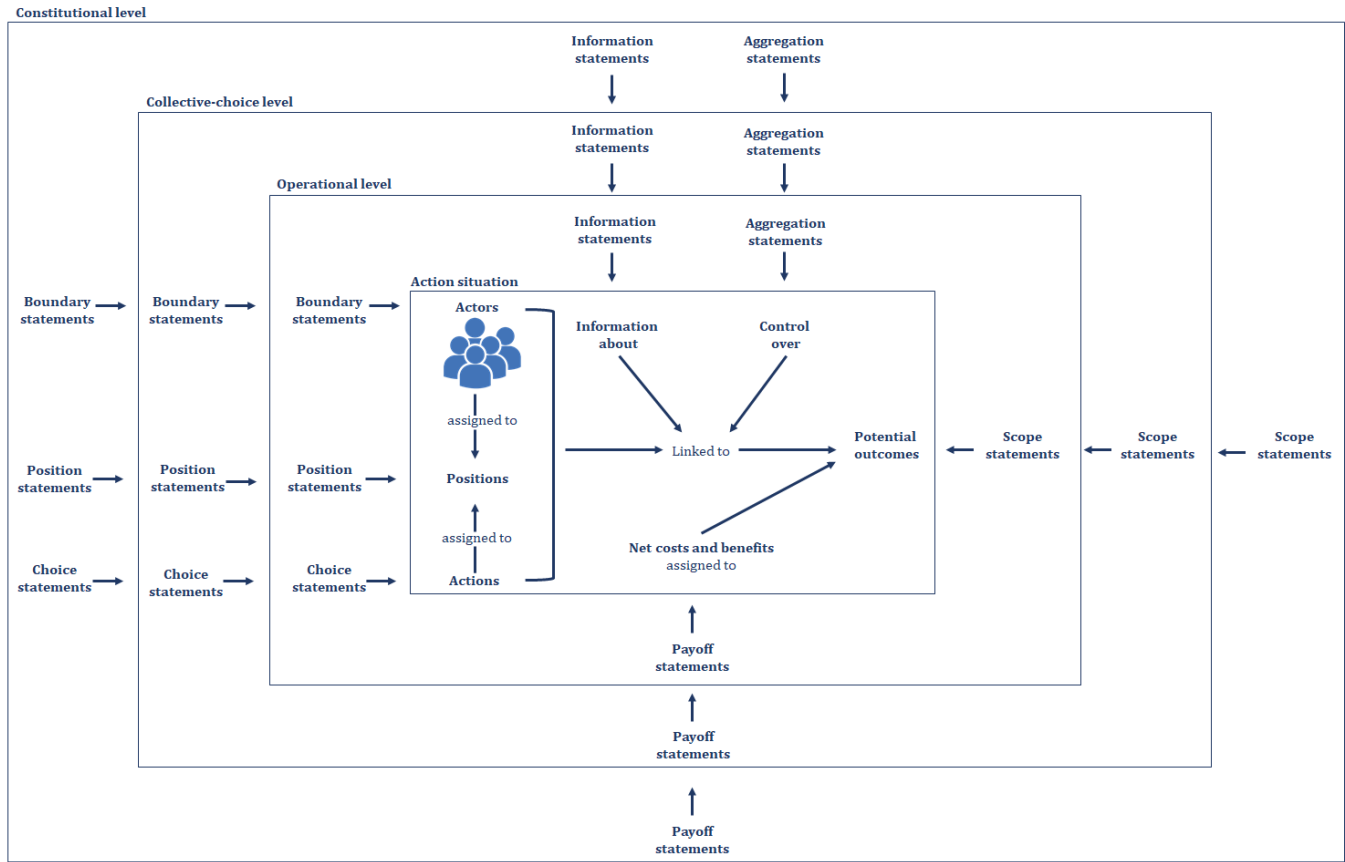 Constitutional level
Information
statements
Aggregation
statements
Collective-choice level
Information
statements
Aggregation
statements
Operational level
Information
statements
Aggregation
statements
Action situation
Boundary
statements
Boundary
statements
Boundary
statements
Actors
Information
about
Control
over
assigned to
Linked to
Potential
outcomes
Scope
statements
Scope
statements
Scope
statements
Position
statements
Position
statements
Position
statements
Positions
assigned to
Net costs and benefits
assigned to
Choice
statements
Choice
statements
Choice
statements
Actions
Payoff
statements
Payoff
statements
Payoff
statements